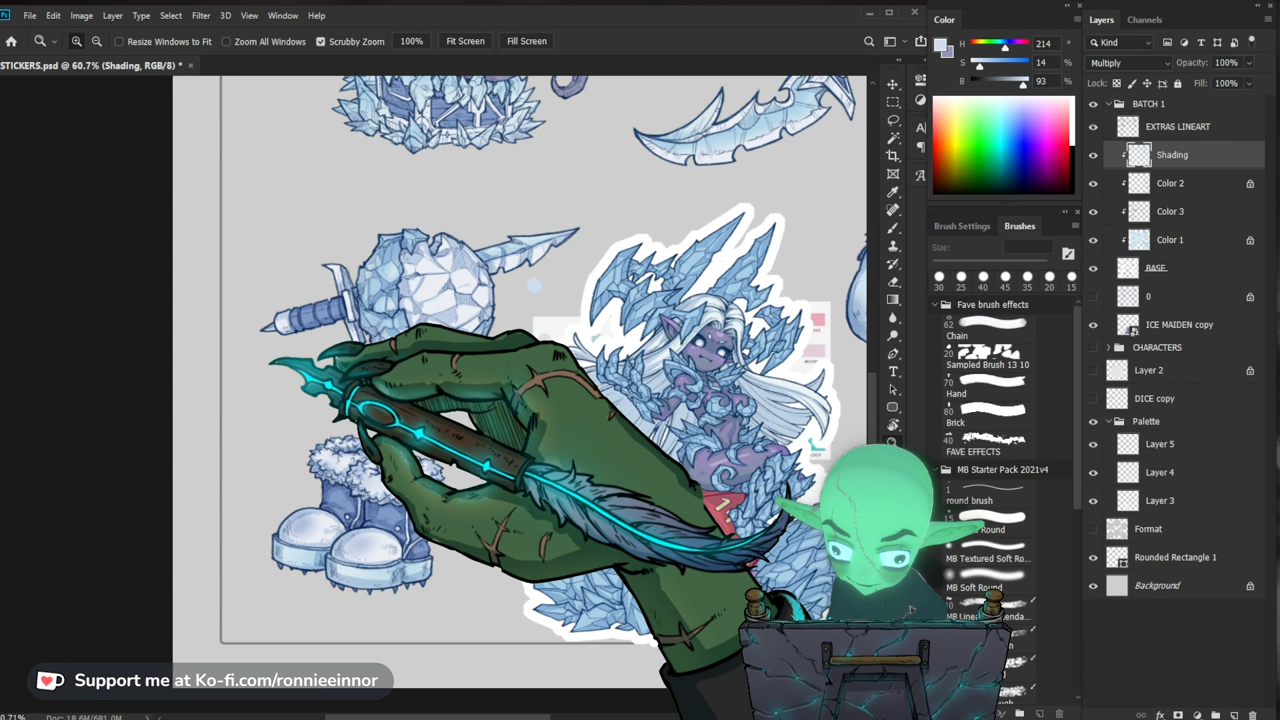 File Edit Image Layer Type Select Filter 3D View Window Help
Resize Windows to Fit Zoom All Windows Scrubby Zoom 100% Fit Screen Fill Screen
STICKERS.psd @ 60.7% (Shading, RGB/8) *
Color
H 214 °
S 14 %
B 93 %
Brush Settings Brushes
Size:
30 25 40 45 35 20 15
Fave brush effects
62
Chain
20
Sampled Brush 13 10
70
Hand
80
Brick
40
FAVE EFFECTS
MB Starter Pack 2021v4
1
round brush
Round
MB Textured Soft Ro...
MB Soft Round
Layers Channels
Kind
Multiply Opacity: 100%
Lock: Fill: 100%
BATCH 1
EXTRAS LINEART
Shading
Color 2
Color 3
Color 1
BASE
0
ICE MAIDEN copy
CHARACTERS
Layer 2
DICE copy
Palette
Layer 5
Layer 4
Layer 3
Format
Rounded Rectangle 1
Background
1
Support me at Ko-fi.com/ronnieeinnor